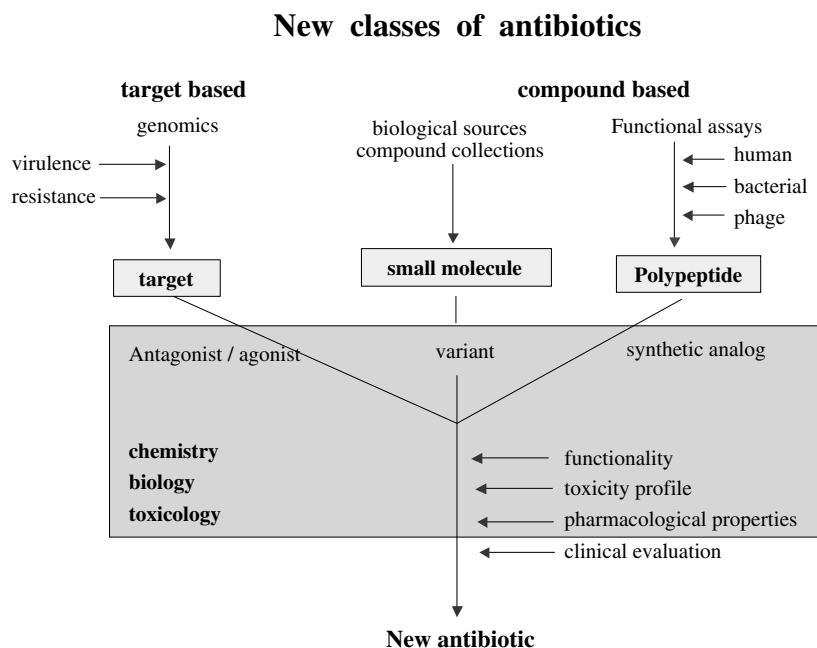 New classes of antibiotics
target based
compound based
genomics
biological sources
compound collections
Functional assays
virulence
resistance
human
bacterial
phage
target
small molecule
Polypeptide
Antagonist / agonist
variant
synthetic analog
chemistry
biology
toxicology
functionality
toxicity profile
pharmacological properties
clinical evaluation
New antibiotic